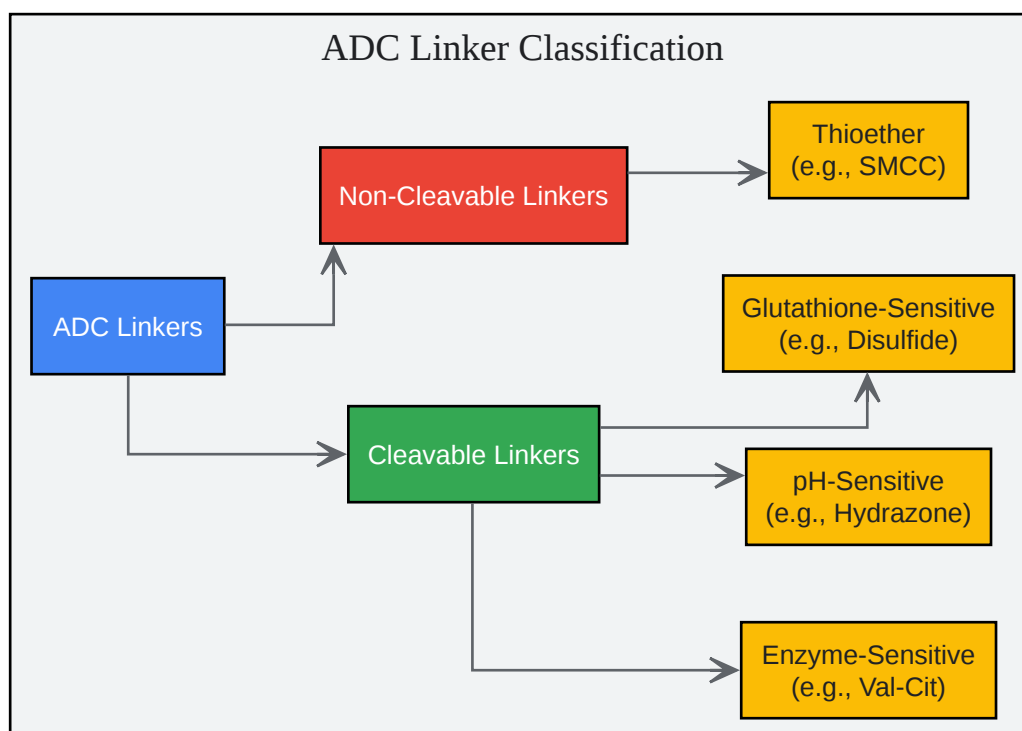 ADC Linker Classification
Thioether
(e.g., SMCC)
Non-Cleavable Linkers
ADC Linkers
Glutathione-Sensitive
(e.g., Disulfide)
Cleavable Linkers
pH-Sensitive
(e.g., Hydrazone)
Enzyme-Sensitive
(e.g., Val-Cit)